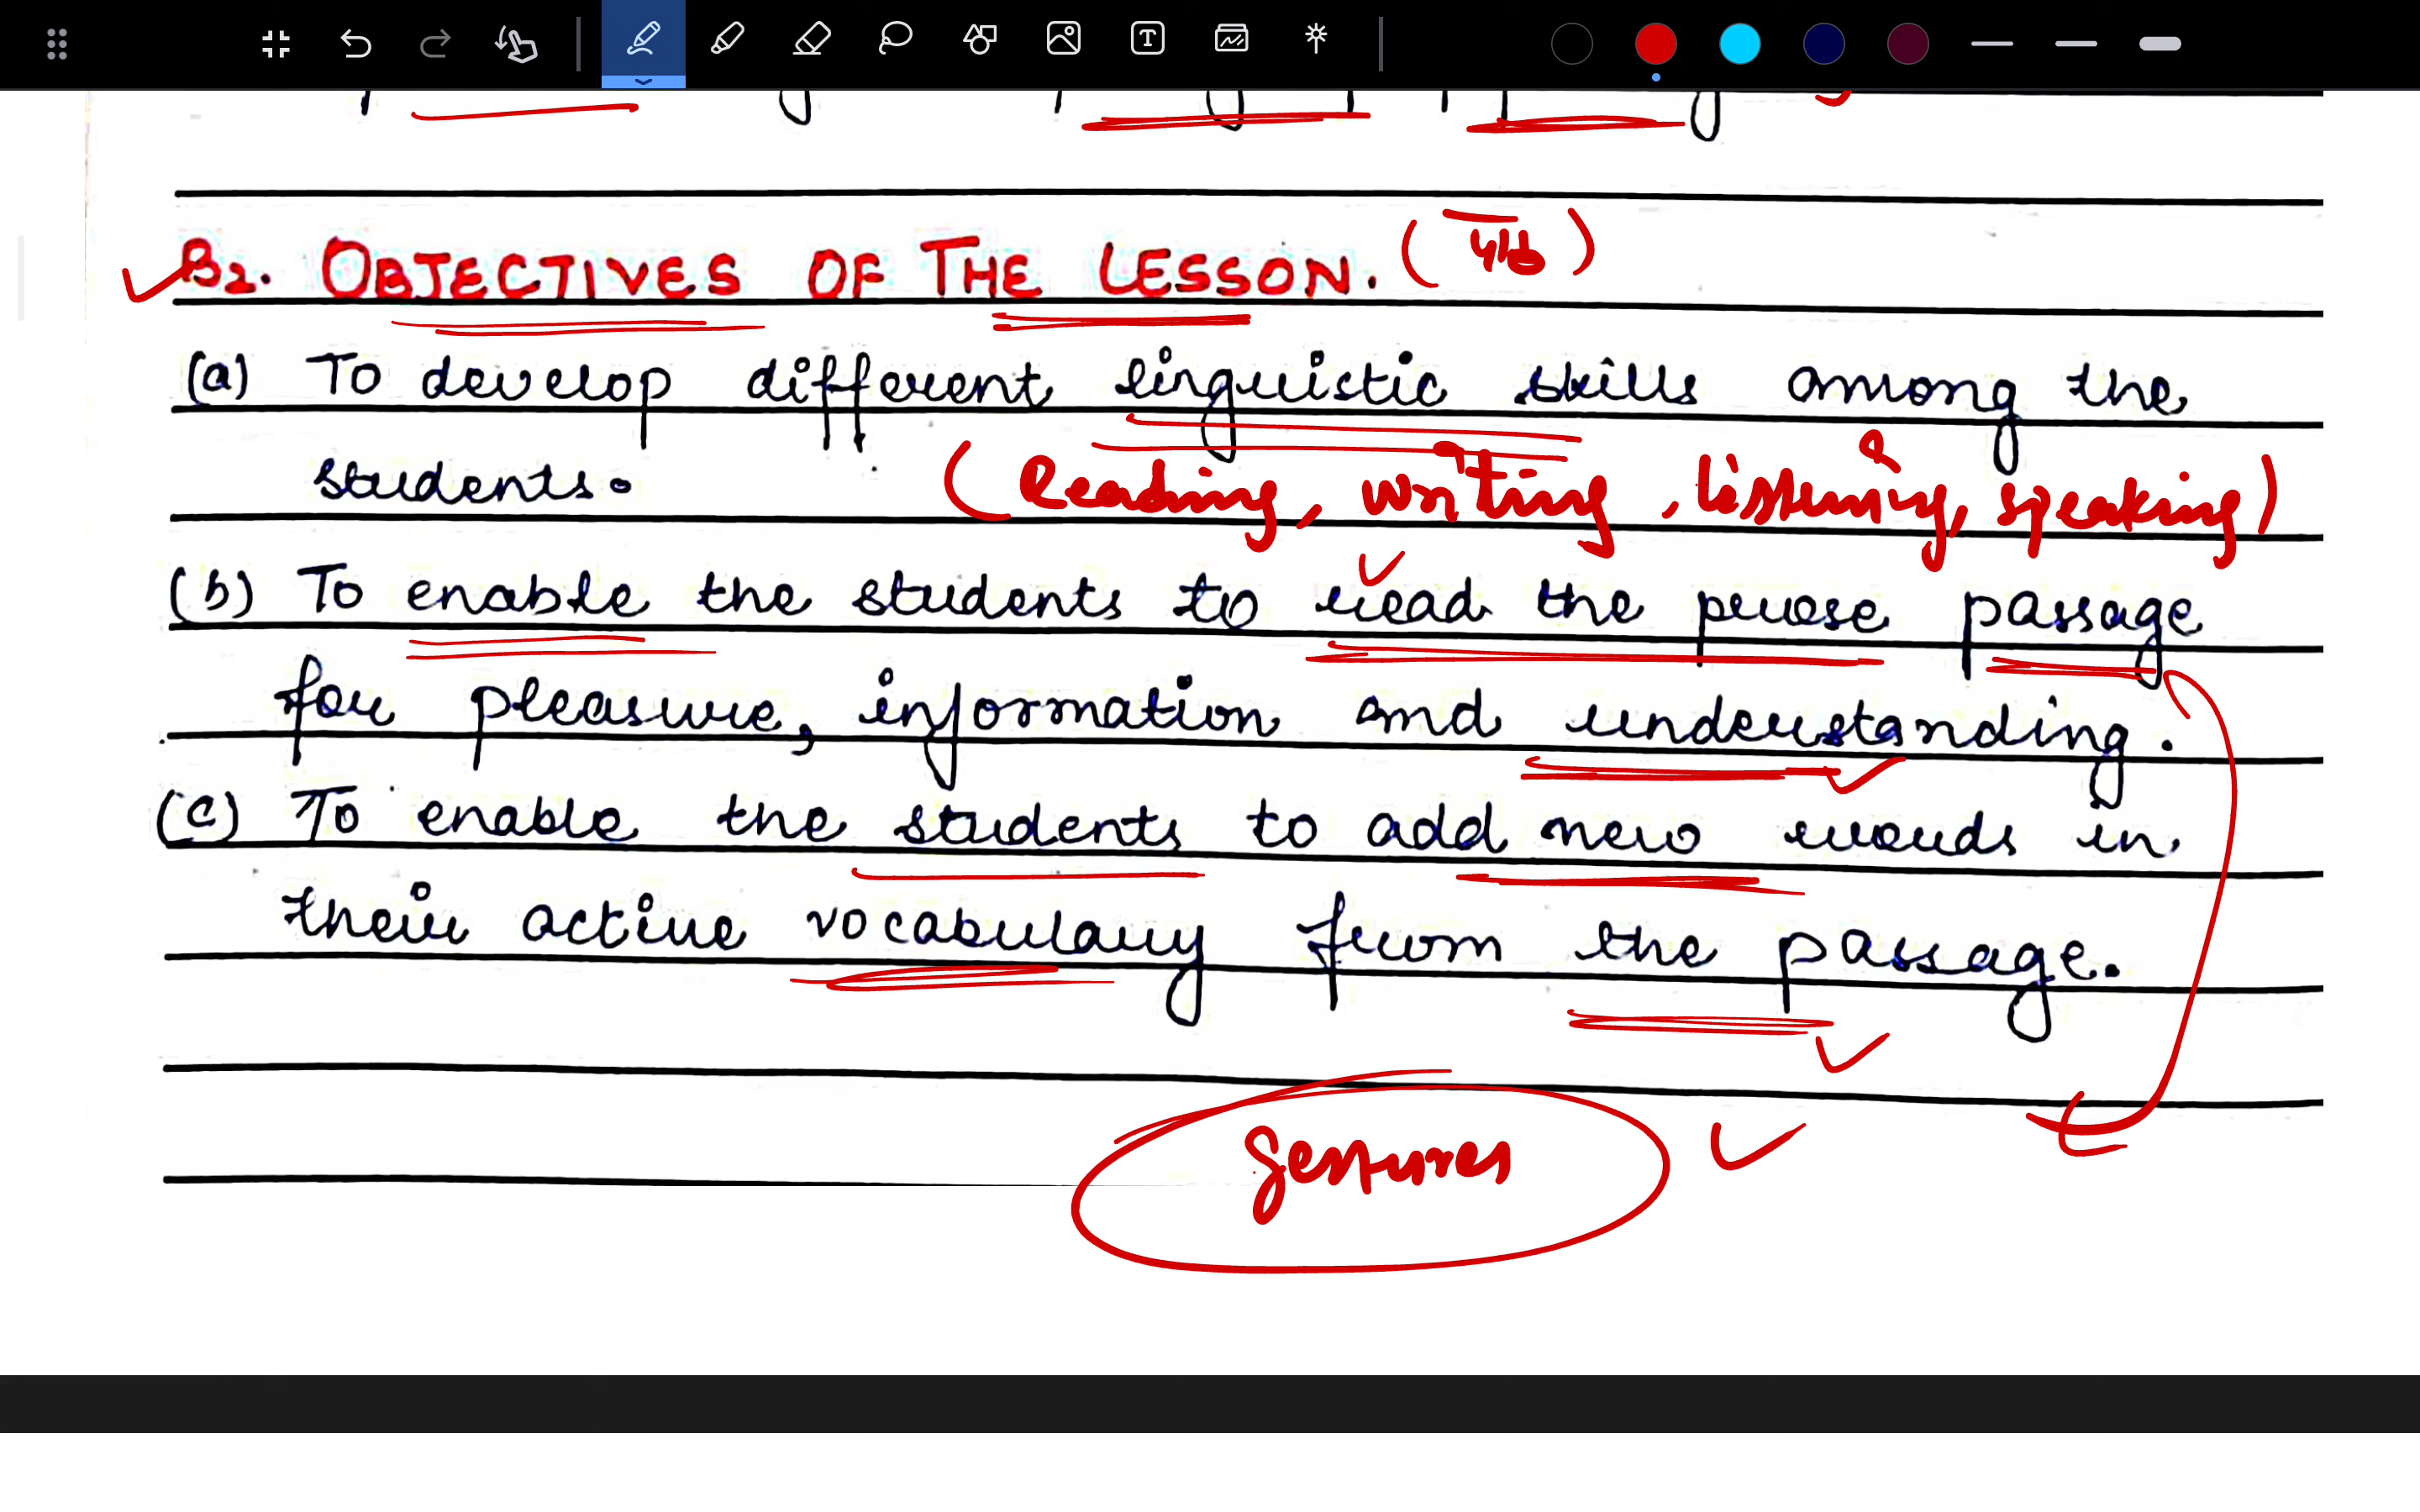 B2. OBJECTIVES OF THE LESSON. (पाठ)
(a) To develop different linguistic skills among the
students. (Reading, writing, listening, speaking)
(b) To enable the students to read the prose passage
for pleasure, information and understanding.
(c) To enable the students to add new words in
their active vocabulary from the passage.
gestures